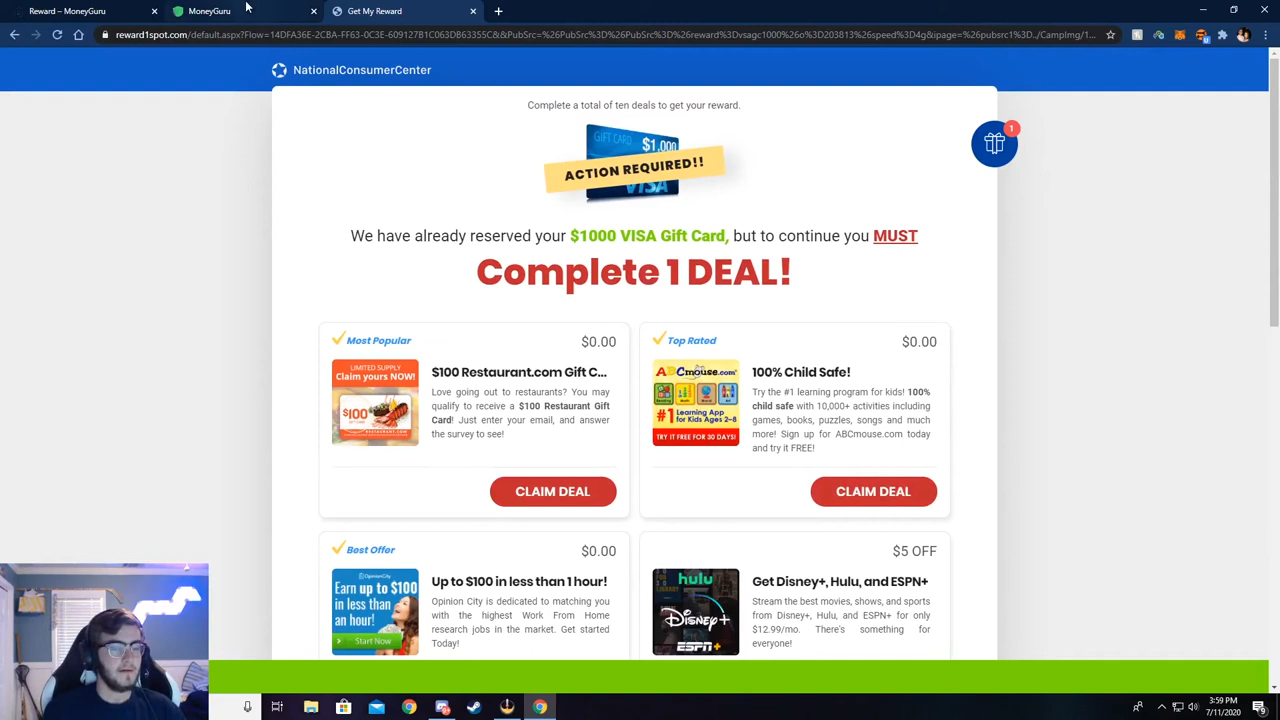 Reward — MoneyGuru
MoneyGuru
Get My Reward
reward1spot.com/default.aspx?Flow=14DFA36E-2CBA-FF63-0C3E-609127B1C063DB63355C&PubSrc=%26PubSrc%3D%26PubSrc%3D%26reward%3Dvsagc1000%26o%3D203813%26speed%3D4g&ipage=%26pubsrc1%3D../CampImg/1...
NationalConsumerCenter
Complete a total of ten deals to get your reward.
GIFT CARD
$1,000
ACTION REQUIRED!!
VISA
1
We have already reserved your $1000 VISA Gift Card, but to continue you MUST
Complete 1 DEAL!
Most Popular
$0.00
LIMITED SUPPLY
Claim yours NOW!
$100
$100 Restaurant.com Gift C...
Love going out to restaurants? You may
qualify to receive a $100 Restaurant Gift
Card! Just enter your email, and answer
the survey to see!
CLAIM DEAL
Top Rated
$0.00
ABCmouse.com
#1 Learning App
for Kids Ages 2-8
TRY IT FREE FOR 30 DAYS!
100% Child Safe!
Try the #1 learning program for kids! 100%
child safe with 10,000+ activities including
games, books, puzzles, songs and much
more! Sign up for ABCmouse.com today
and try it FREE!
CLAIM DEAL
Best Offer
$0.00
OpinionCity
Earn up to $100
in less than
an hour!
Start Now
Up to $100 in less than 1 hour!
Opinion City is dedicated to matching you
with the highest Work From Home
research jobs in the market. Get started
Today!
$5 OFF
hulu
Disney+
ESPN+
Get Disney+, Hulu, and ESPN+
Stream the best movies, shows, and sports
from Disney+, Hulu, and ESPN+ for only
$12.99/mo. There's something for
everyone!
3:59 PM
7/11/2020